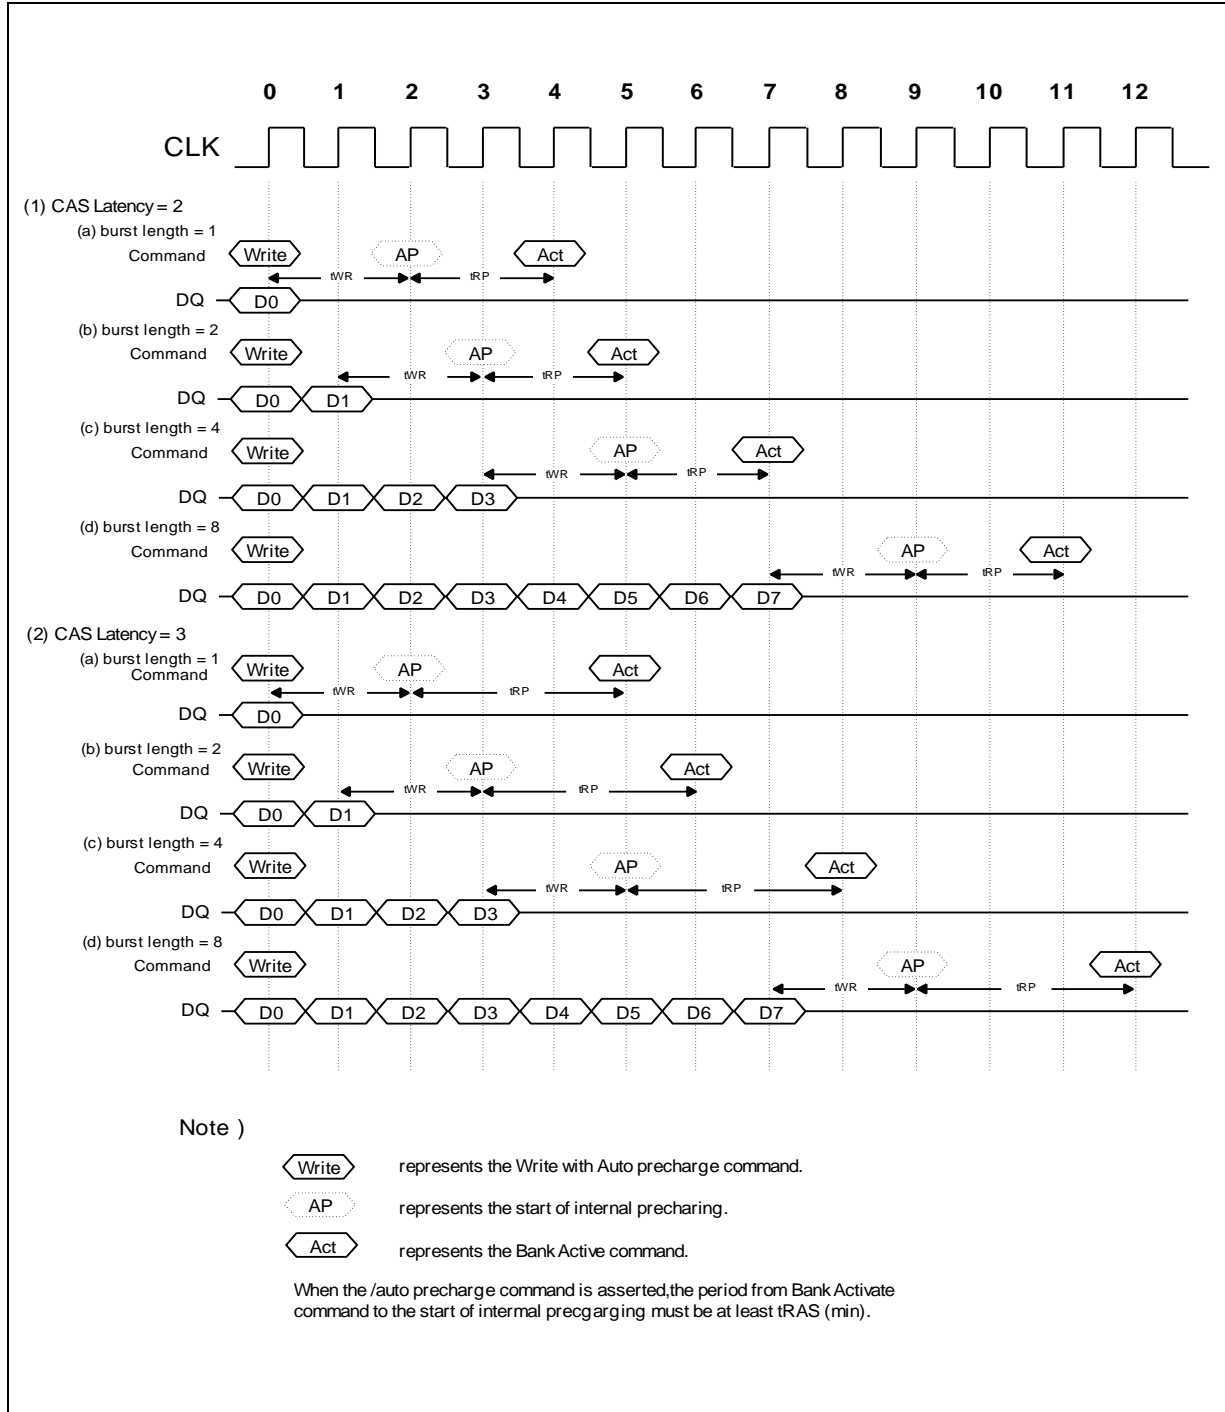 0 1 2 3 4 5 6 7 8 9 10 11 12
CLK
(1) CAS Latency = 2
(a) burst length = 1
Command Write AP Act
tWR tRP
DQ D0
(b) burst length = 2
Command Write AP Act
tWR tRP
DQ D0 D1
(c) burst length = 4
Command Write AP Act
tWR tRP
DQ D0 D1 D2 D3
(d) burst length = 8
Command Write AP Act
tWR tRP
DQ D0 D1 D2 D3 D4 D5 D6 D7
(2) CAS Latency = 3
(a) burst length = 1
Command Write AP Act
tWR tRP
DQ D0
(b) burst length = 2
Command Write AP Act
tWR tRP
DQ D0 D1
(c) burst length = 4
Command Write AP Act
tWR tRP
DQ D0 D1 D2 D3
(d) burst length = 8
Command Write AP Act
tWR tRP
DQ D0 D1 D2 D3 D4 D5 D6 D7
Note )
Write represents the Write with Auto precharge command.
AP represents the start of internal precharing.
Act represents the Bank Active command.
When the /auto precharge command is asserted,the period from Bank Activate
command to the start of intermal precgarging must be at least tRAS (min).